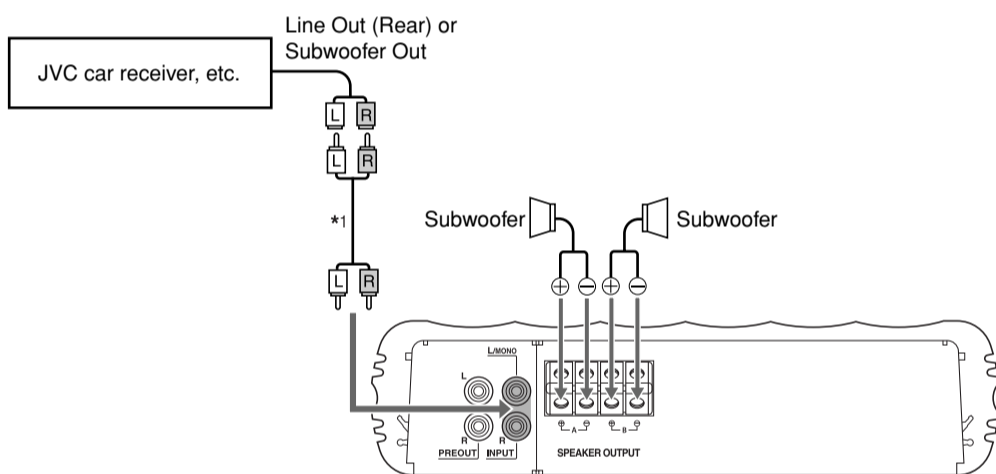 Line Out (Rear) or
Subwoofer Out
JVC car receiver, etc.
L R
L R
*1
Subwoofer
Subwoofer
L R
+ − + −
L/MONO
L
R R
PREOUT INPUT
+ A − + B −
SPEAKER OUTPUT